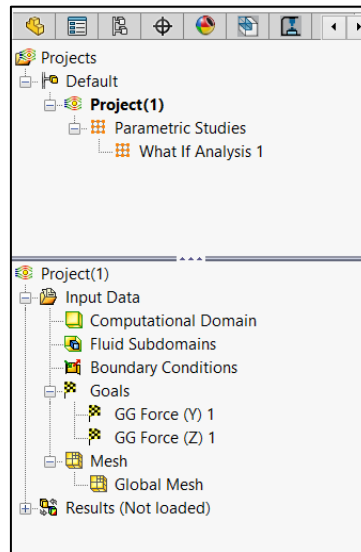 Projects
Default
Project(1)
Parametric Studies
What If Analysis 1
Project(1)
Input Data
Computational Domain
Fluid Subdomains
Boundary Conditions
Goals
GG Force (Y) 1
GG Force (Z) 1
Mesh
Global Mesh
Results (Not loaded)